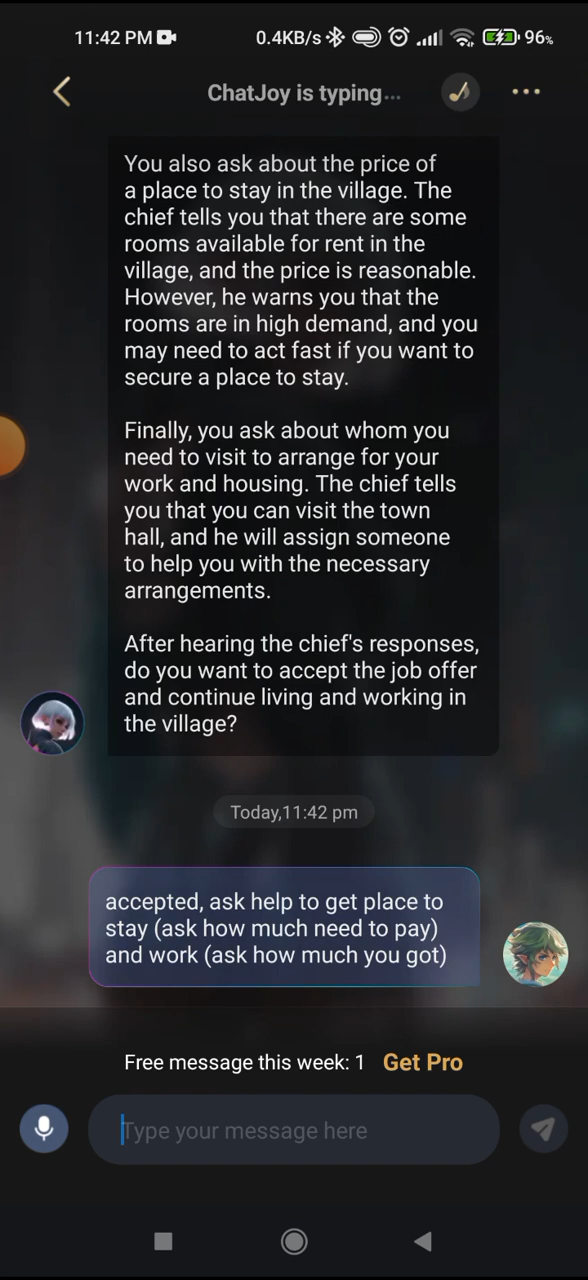 11:42 PM 0.4KB/s 96%
ChatJoy is typing...
You also ask about the price of
a place to stay in the village. The
chief tells you that there are some
rooms available for rent in the
village, and the price is reasonable.
However, he warns you that the
rooms are in high demand, and you
may need to act fast if you want to
secure a place to stay.
Finally, you ask about whom you
need to visit to arrange for your
work and housing. The chief tells
you that you can visit the town
hall, and he will assign someone
to help you with the necessary
arrangements.
After hearing the chief's responses,
do you want to accept the job offer
and continue living and working in
the village?
Today,11:42 pm
accepted, ask help to get place to
stay (ask how much need to pay)
and work (ask how much you got)
Free message this week: 1 Get Pro
Type your message here